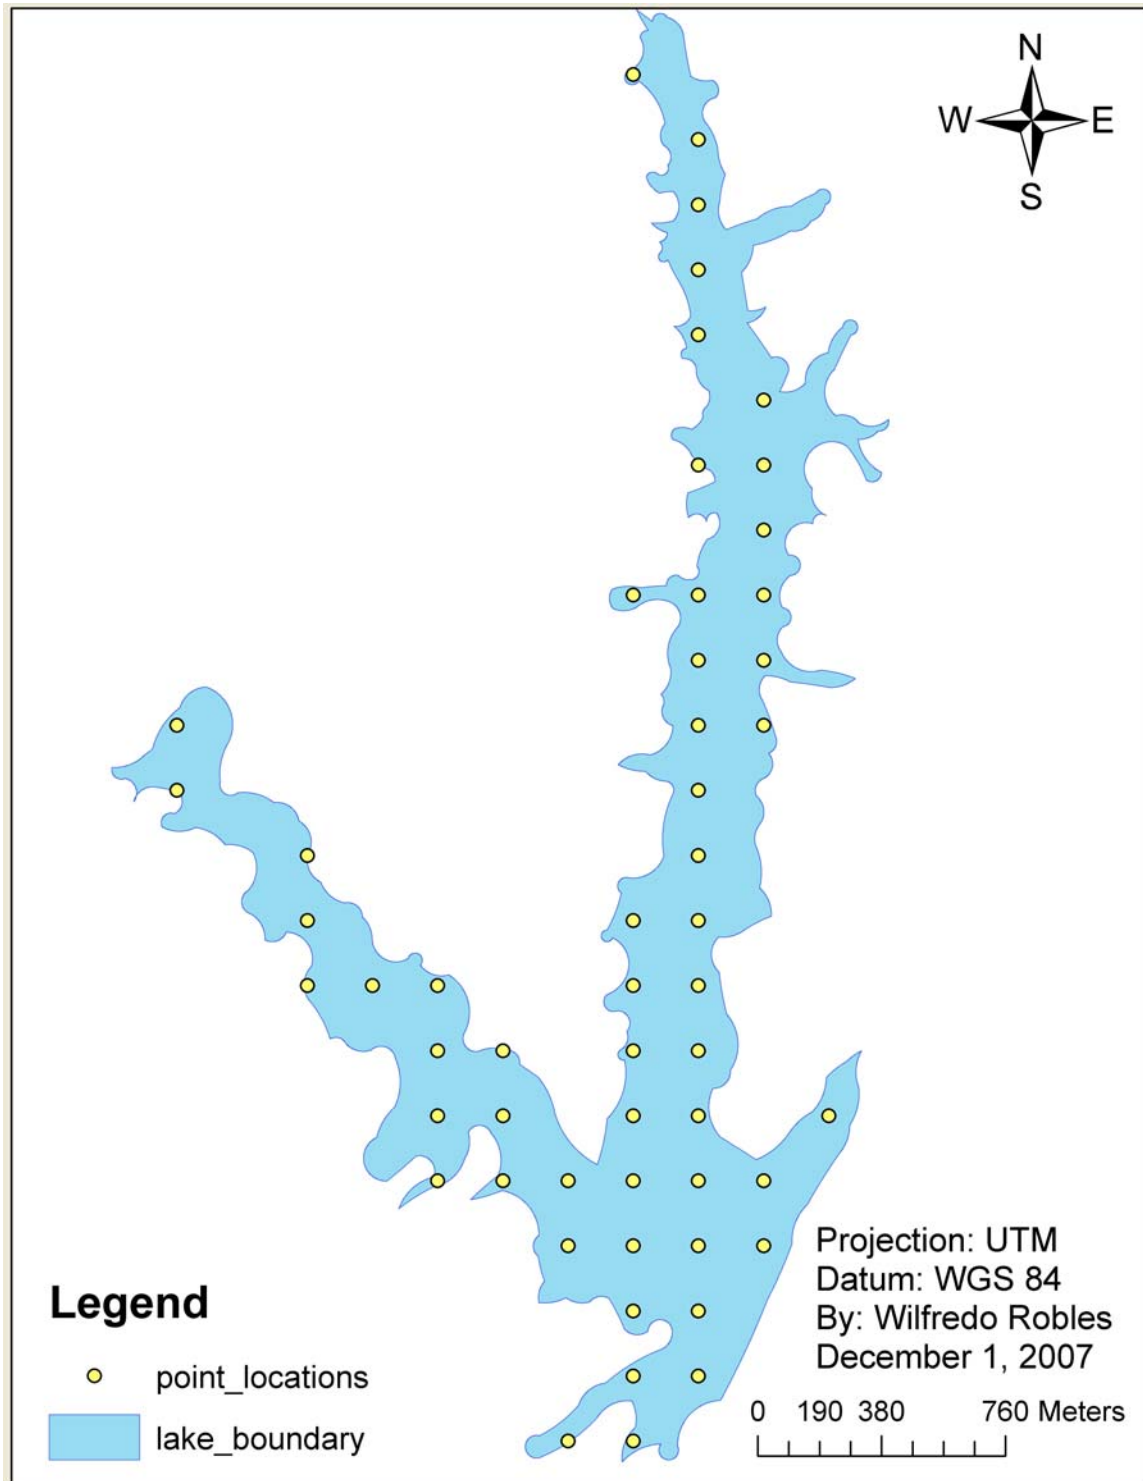 N
W E
S
Projection: UTM
Datum: WGS 84
By: Wilfredo Robles
December 1, 2007
0 190 380 760 Meters
Legend
point_locations
lake_boundary